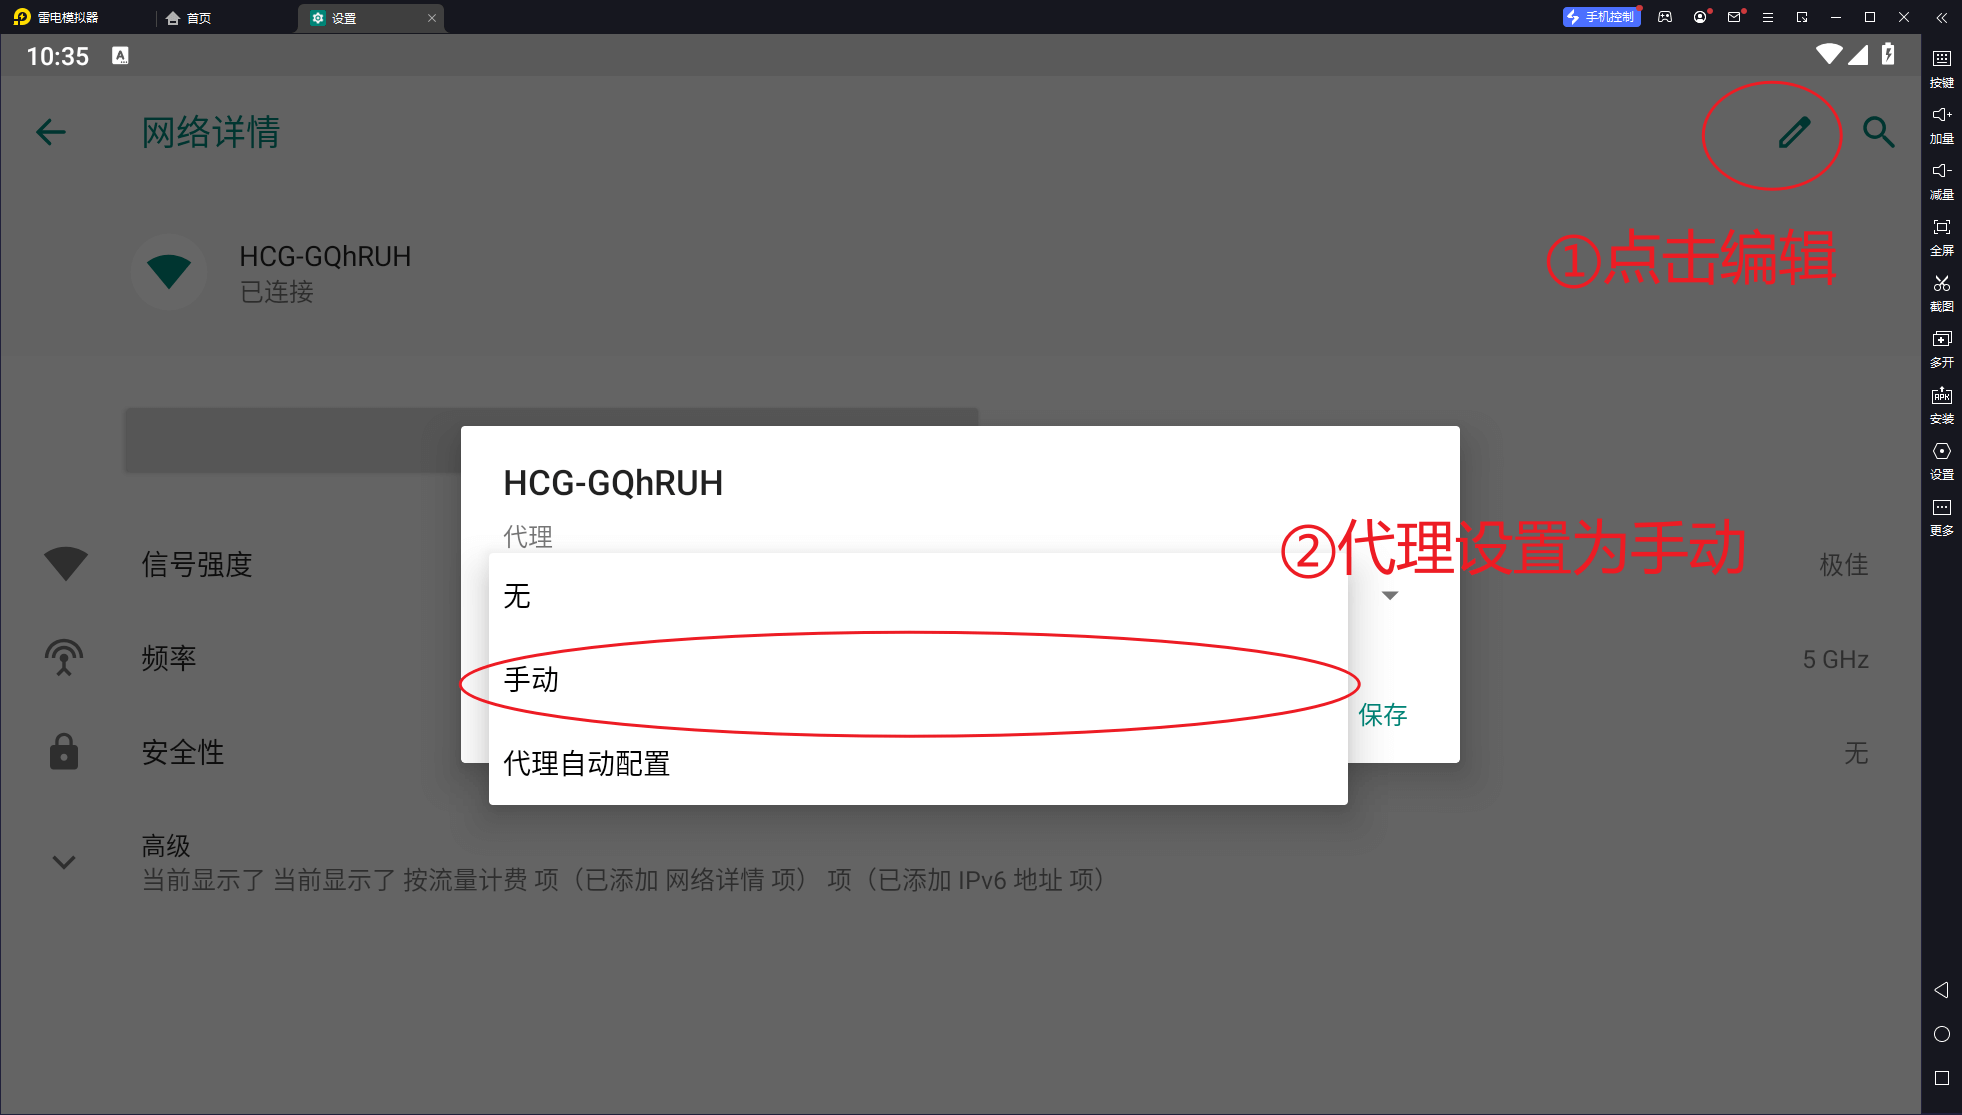 雷电模拟器
首页
设置
手机控制
10:35
A
网络详情
①点击编辑
HCG-GQhRUH
已连接
HCG-GQhRUH
代理
②代理设置为手动
无
手动
代理自动配置
保存
信号强度
极佳
频率
5 GHz
安全性
无
高级
当前显示了 当前显示了 按流量计费 项（已添加 网络详情 项） 项（已添加 IPv6 地址 项）
按键
加量
减量
全屏
截图
多开
APK
安装
设置
更多